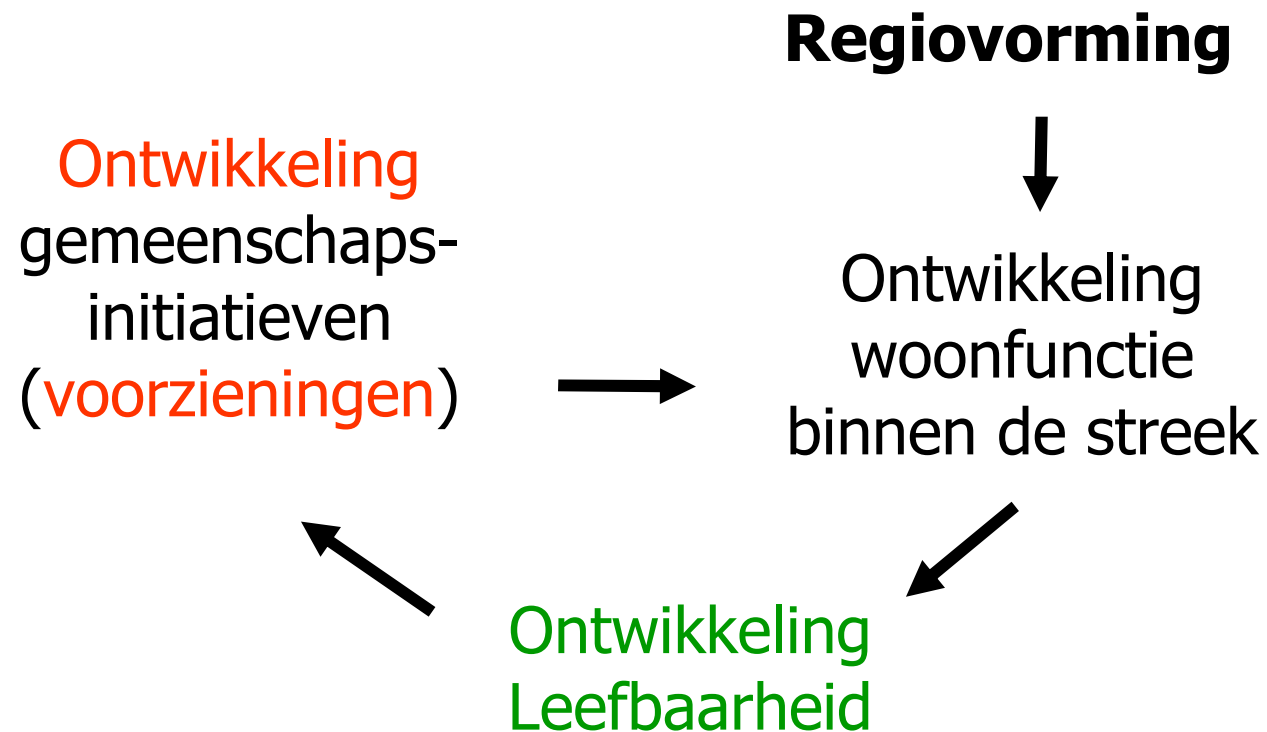 Regiovorming
Ontwikkeling
gemeenschaps-
initiatieven
(voorzieningen)
Ontwikkeling
woonfunctie
binnen de streek
Ontwikkeling
Leefbaarheid